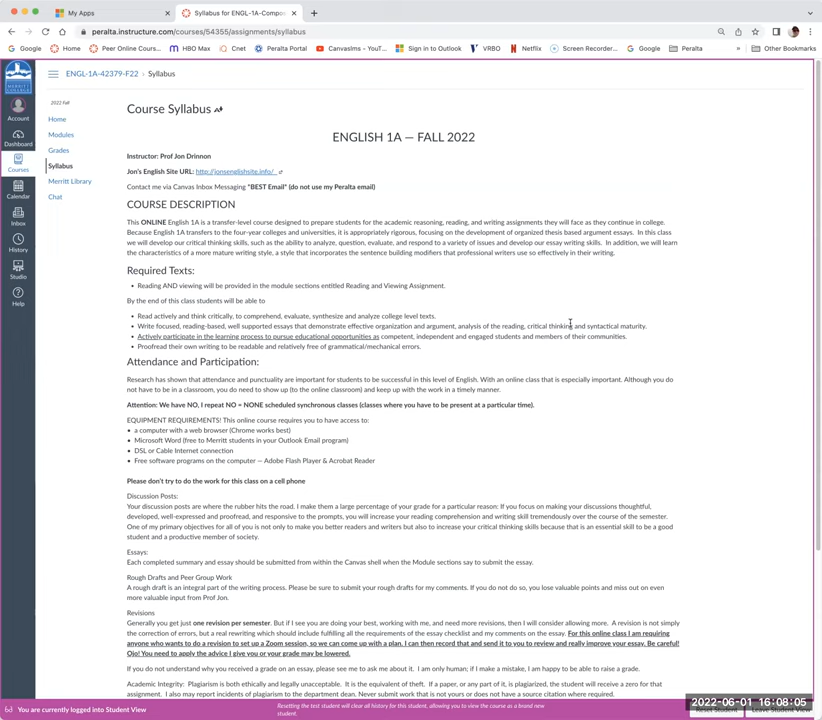 My Apps
Syllabus for ENGL-1A-Compo
peralta.instructure.com/courses/54355/assignments/syllabus
Google
Home
Peer Online Cours...
HBO Max
Cnet
Peralta Portal
Canvaslms – YouT...
Sign in to Outlook
VRBO
Netflix
Screen Recorder...
Google
Peralta
»
Other Bookmarks
ENGL-1A-42379-F22 › Syllabus
Account
Dashboard
Courses
Calendar
Inbox
History
Studio
Help
2022 Fall
Home
Modules
Grades
Syllabus
Merritt Library
Chat
Course Syllabus
ENGLISH 1A — FALL 2022
Instructor: Prof Jon Drinnon
Jon's English Site URL: http://jonsenglishsite.info/
Contact me via Canvas Inbox Messaging "BEST Email" (do not use my Peralta email)
COURSE DESCRIPTION
This ONLINE English 1A is a transfer-level course designed to prepare students for the academic reasoning, reading, and writing assignments they will face as they continue in college.
Because English 1A transfers to the four-year colleges and universities, it is appropriately rigorous, focusing on the development of organized thesis based argument essays. In this class
we will develop our critical thinking skills, such as the ability to analyze, question, evaluate, and respond to a variety of issues and develop our essay writing skills. In addition, we will learn
the characteristics of a more mature writing style, a style that incorporates the sentence building modifiers that professional writers use so effectively in their writing.
Required Texts:
• Reading AND viewing will be provided in the module sections entitled Reading and Viewing Assignment.
By the end of this class students will be able to
• Read actively and think critically, to comprehend, evaluate, synthesize and analyze college level texts.
• Write focused, reading-based, well supported essays that demonstrate effective organization and argument, analysis of the reading, critical thinking and syntactical maturity.
• Actively participate in the learning process to pursue educational opportunities as competent, independent and engaged students and members of their communities.
• Proofread their own writing to be readable and relatively free of grammatical/mechanical errors.
Attendance and Participation:
Research has shown that attendance and punctuality are important for students to be successful in this level of English. With an online class that is especially important. Although you do
not have to be in a classroom, you do need to show up (to the online classroom) and keep up with the work in a timely manner.
Attention: We have NO, I repeat NO = NONE scheduled synchronous classes (classes where you have to be present at a particular time).
EQUIPMENT REQUIREMENTS! This online course requires you to have access to:
• a computer with a web browser (Chrome works best)
• Microsoft Word (free to Merritt students in your Outlook Email program)
• DSL or Cable Internet connection
• Free software programs on the computer — Adobe Flash Player & Acrobat Reader
Please don't try to do the work for this class on a cell phone
Discussion Posts:
Your discussion posts are where the rubber hits the road. I make them a large percentage of your grade for a particular reason. If you focus on making your discussions thoughtful,
developed, well-expressed and proofread, and responsive to the prompts, you will increase your reading comprehension and writing skill tremendously over the course of the semester.
One of my primary objectives for all of you is not only to make you better readers and writers but also to increase your critical thinking skills because that is an essential skill to be a good
student and a productive member of society.
Essays:
Each completed summary and essay should be submitted from within the Canvas shell when the Module sections say to submit the essay.
Rough Drafts and Peer Group Work
A rough draft is an integral part of the writing process. Please be sure to submit your rough drafts for my comments. If you do not do so, you lose valuable points and miss out on even
more valuable input from Prof Jon.
Revisions
Generally you get just one revision per semester. But if I see you are doing your best, working with me, and need more revisions, then I will consider allowing more. A revision is not simply
the correction of errors, but a real rewriting which should include fulfilling all the requirements of the essay checklist and my comments on the essay. For this online class I am requiring
anyone who wants to do a revision to set up a Zoom session, so we can come up with a plan. I can then record that and send it to you to review and really improve your essay. Be careful!
Ojo! You need to apply the advice I give you or your grade may be lowered.
If you do not understand why you received a grade on an essay, please see me to ask me about it. I am only human; if I make a mistake, I am happy to be able to raise a grade.
Academic Integrity: Plagiarism is both ethically and legally unacceptable. It is the equivalent of theft. If a paper, or any part of it, is plagiarized, the student will receive a zero for that
assignment. I also may report incidents of plagiarism to the department dean. Never submit work that is not yours or does not have a source citation where required.
You are currently logged into Student View
Resetting the test student will clear all history for this student, allowing you to view the course as a brand new
student.
Reset Student
Leave Student View
2022-06-01 16:08:05